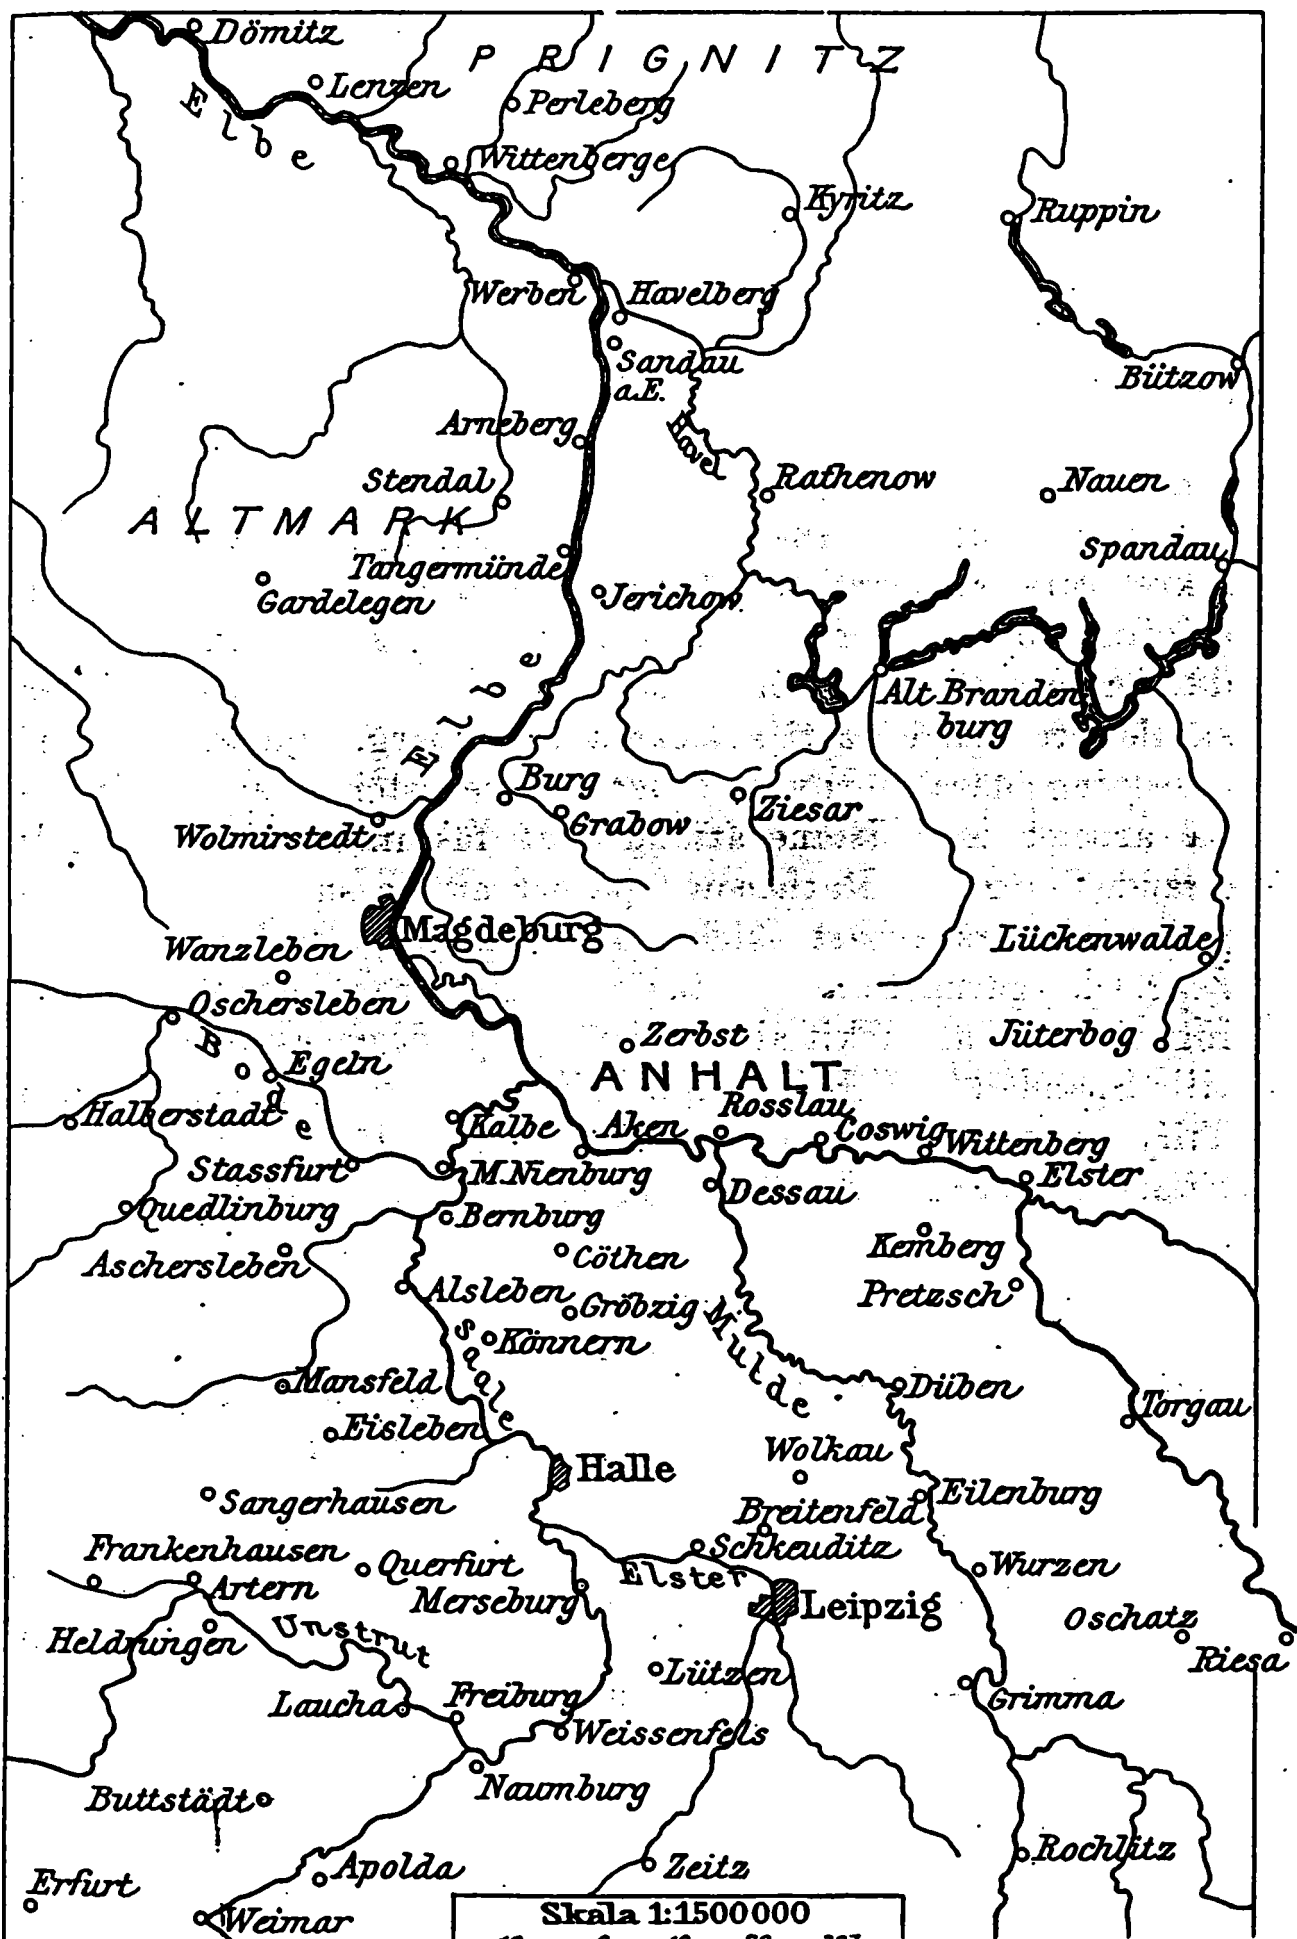 Dömitz
PRIGNITZ
Lenzen
Perleberg
Elbe
Wittenberge
Kyritz
Ruppin
Werben
Havelberg
Sandau
a.E.
Bützow
Arneberg
Havel
Stendal
Rathenow
Nauen
ALTMARK
Spandau
Tangermünde
Gardelegen
Jerichow
Elbe
Alt Branden
burg
Burg
Grabow
Ziesar
Wolmirstedt
Magdeburg
Wanzleben
Lückenwalde
Oschersleben
Bode
Zerbst
Jüterbog
Egeln
ANHALT
Halberstadt
Kalbe
Aken
Rosslau
Coswig
Wittenberg
Stassfurt
M.Nienburg
Elster
Dessau
Quedlinburg
Bernburg
Kemberg
Aschersleben
Cöthen
Alsleben
Gröbzig
Pretzsch
Saale
Könnern
Mulde
Mansfeld
Düben
Torgau
Eisleben
Wolkau
Halle
Sangerhausen
Eilenburg
Breitenfeld
Frankenhausen
Querfurt
Schkeuditz
Wurzen
Artern
Merseburg
Elster
Leipzig
Oschatz
Heldrungen
Unstrut
Riesa
Lützen
Laucha
Freiburg
Grimma
Weissenfels
Naumburg
Buttstädt
Rochlitz
Apolda
Zeitz
Erfurt
Weimar
Skala 1:1500000